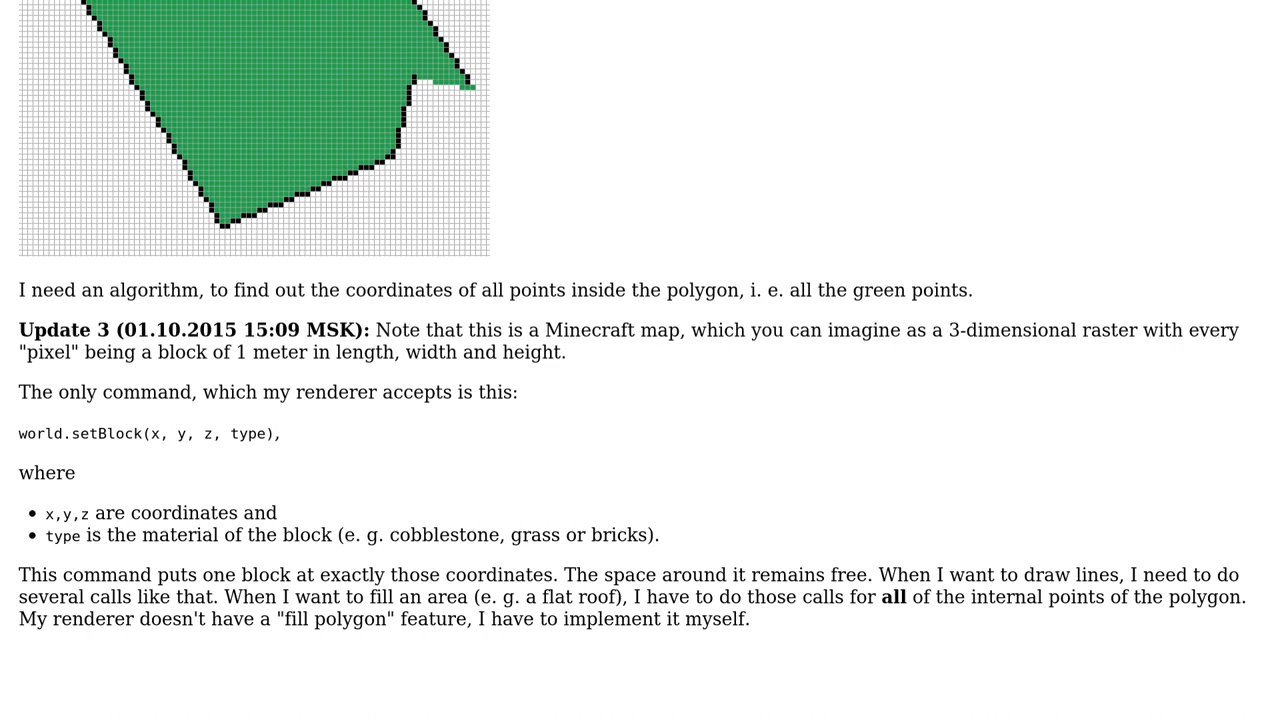 I need an algorithm, to find out the coordinates of all points inside the polygon, i. e. all the green points.
Update 3 (01.10.2015 15:09 MSK): Note that this is a Minecraft map, which you can imagine as a 3-dimensional raster with every
"pixel" being a block of 1 meter in length, width and height.
The only command, which my renderer accepts is this:
world.setBlock(x, y, z, type),
where
• x,y,z are coordinates and
• type is the material of the block (e. g. cobblestone, grass or bricks).
This command puts one block at exactly those coordinates. The space around it remains free. When I want to draw lines, I need to do
several calls like that. When I want to fill an area (e. g. a flat roof), I have to do those calls for all of the internal points of the polygon.
My renderer doesn't have a "fill polygon" feature, I have to implement it myself.